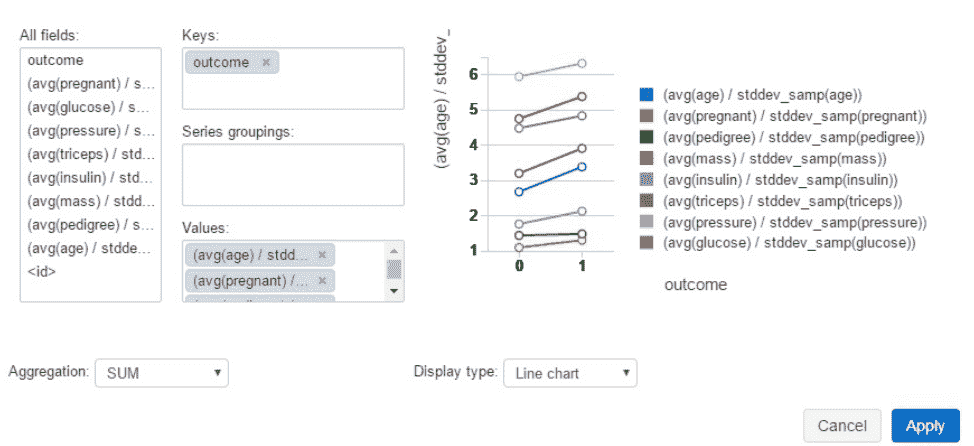 All fields:
outcome
(avg(pregnant) / s...
(avg(glucose) / s...
(avg(pressure) / s...
(avg(triceps) / std...
(avg(insulin) / std...
(avg(mass) / stdd...
(avg(pedigree) / s...
(avg(age) / stdde...
<id>
Keys:
outcome ×
Series groupings:
Values:
(avg(age) / stdd... ×
(avg(pregnant) /... ×
(avg(age) / stddev_
6
5
4
3
2
1
0 1
outcome
(avg(age) / stddev_samp(age))
(avg(pregnant) / stddev_samp(pregnant))
(avg(pedigree) / stddev_samp(pedigree))
(avg(mass) / stddev_samp(mass))
(avg(insulin) / stddev_samp(insulin))
(avg(triceps) / stddev_samp(triceps))
(avg(pressure) / stddev_samp(pressure))
(avg(glucose) / stddev_samp(glucose))
Aggregation: SUM
Display type: Line chart
Cancel Apply